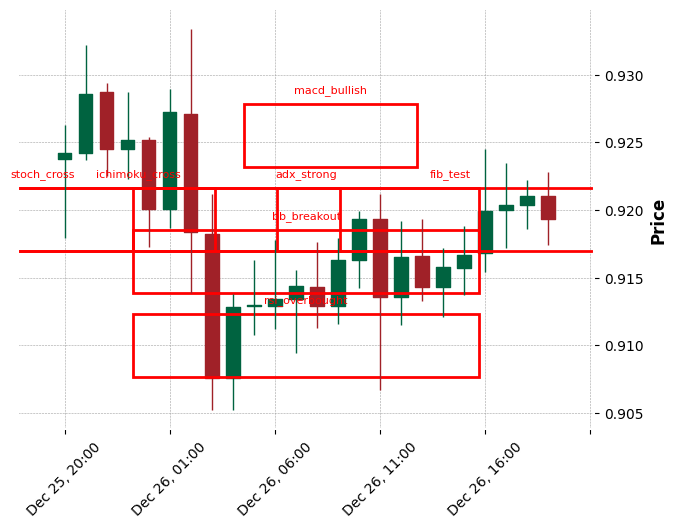 macd_bullish
stoch_cross
ichimoku_cross
adx_strong
fib_test
bb_breakout
rsi_overbought
0.930
0.925
0.920
0.915
0.910
0.905
Price
Dec 25, 20:00
Dec 26, 01:00
Dec 26, 06:00
Dec 26, 11:00
Dec 26, 16:00